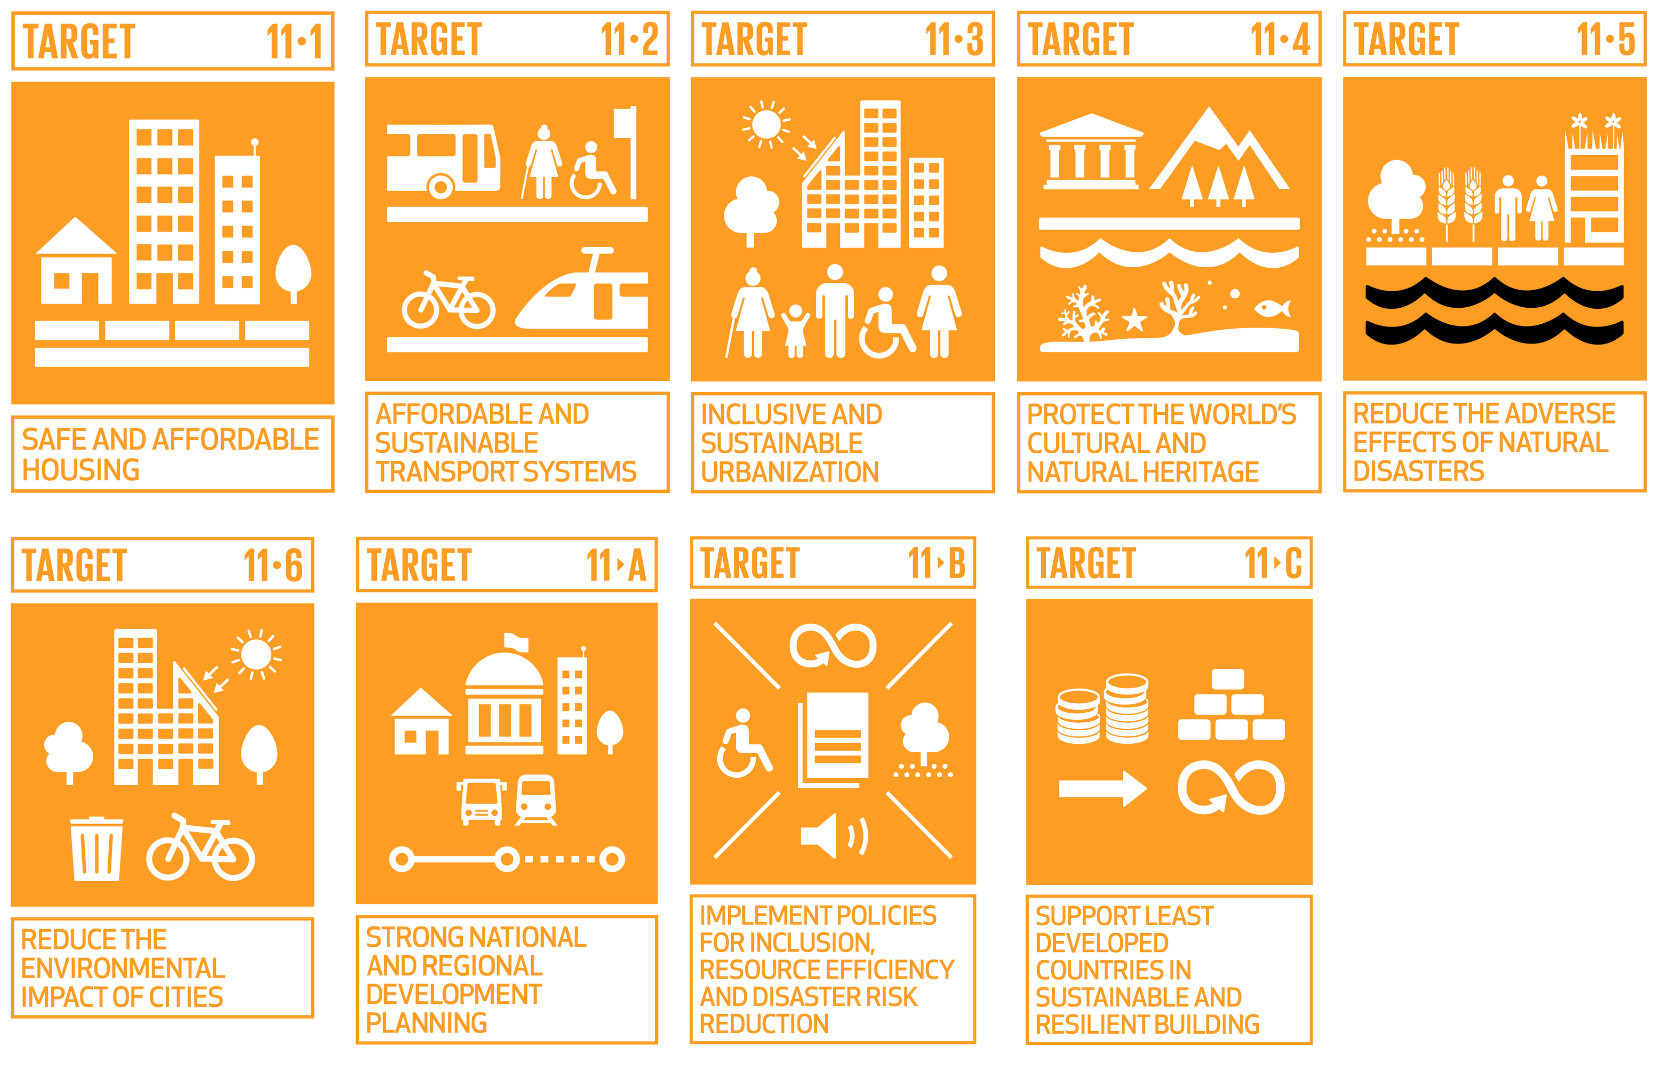 TARGET 11•1
SAFE AND AFFORDABLE
HOUSING
TARGET 11•2
AFFORDABLE AND
SUSTAINABLE
TRANSPORT SYSTEMS
TARGET 11•3
INCLUSIVE AND
SUSTAINABLE
URBANIZATION
TARGET 11•4
PROTECT THE WORLD'S
CULTURAL AND
NATURAL HERITAGE
TARGET 11•5
REDUCE THE ADVERSE
EFFECTS OF NATURAL
DISASTERS
TARGET 11•6
REDUCE THE
ENVIRONMENTAL
IMPACT OF CITIES
TARGET 11▸A
STRONG NATIONAL
AND REGIONAL
DEVELOPMENT
PLANNING
TARGET 11▸B
IMPLEMENT POLICIES
FOR INCLUSION,
RESOURCE EFFICIENCY
AND DISASTER RISK
REDUCTION
TARGET 11▸C
SUPPORT LEAST
DEVELOPED
COUNTRIES IN
SUSTAINABLE AND
RESILIENT BUILDING